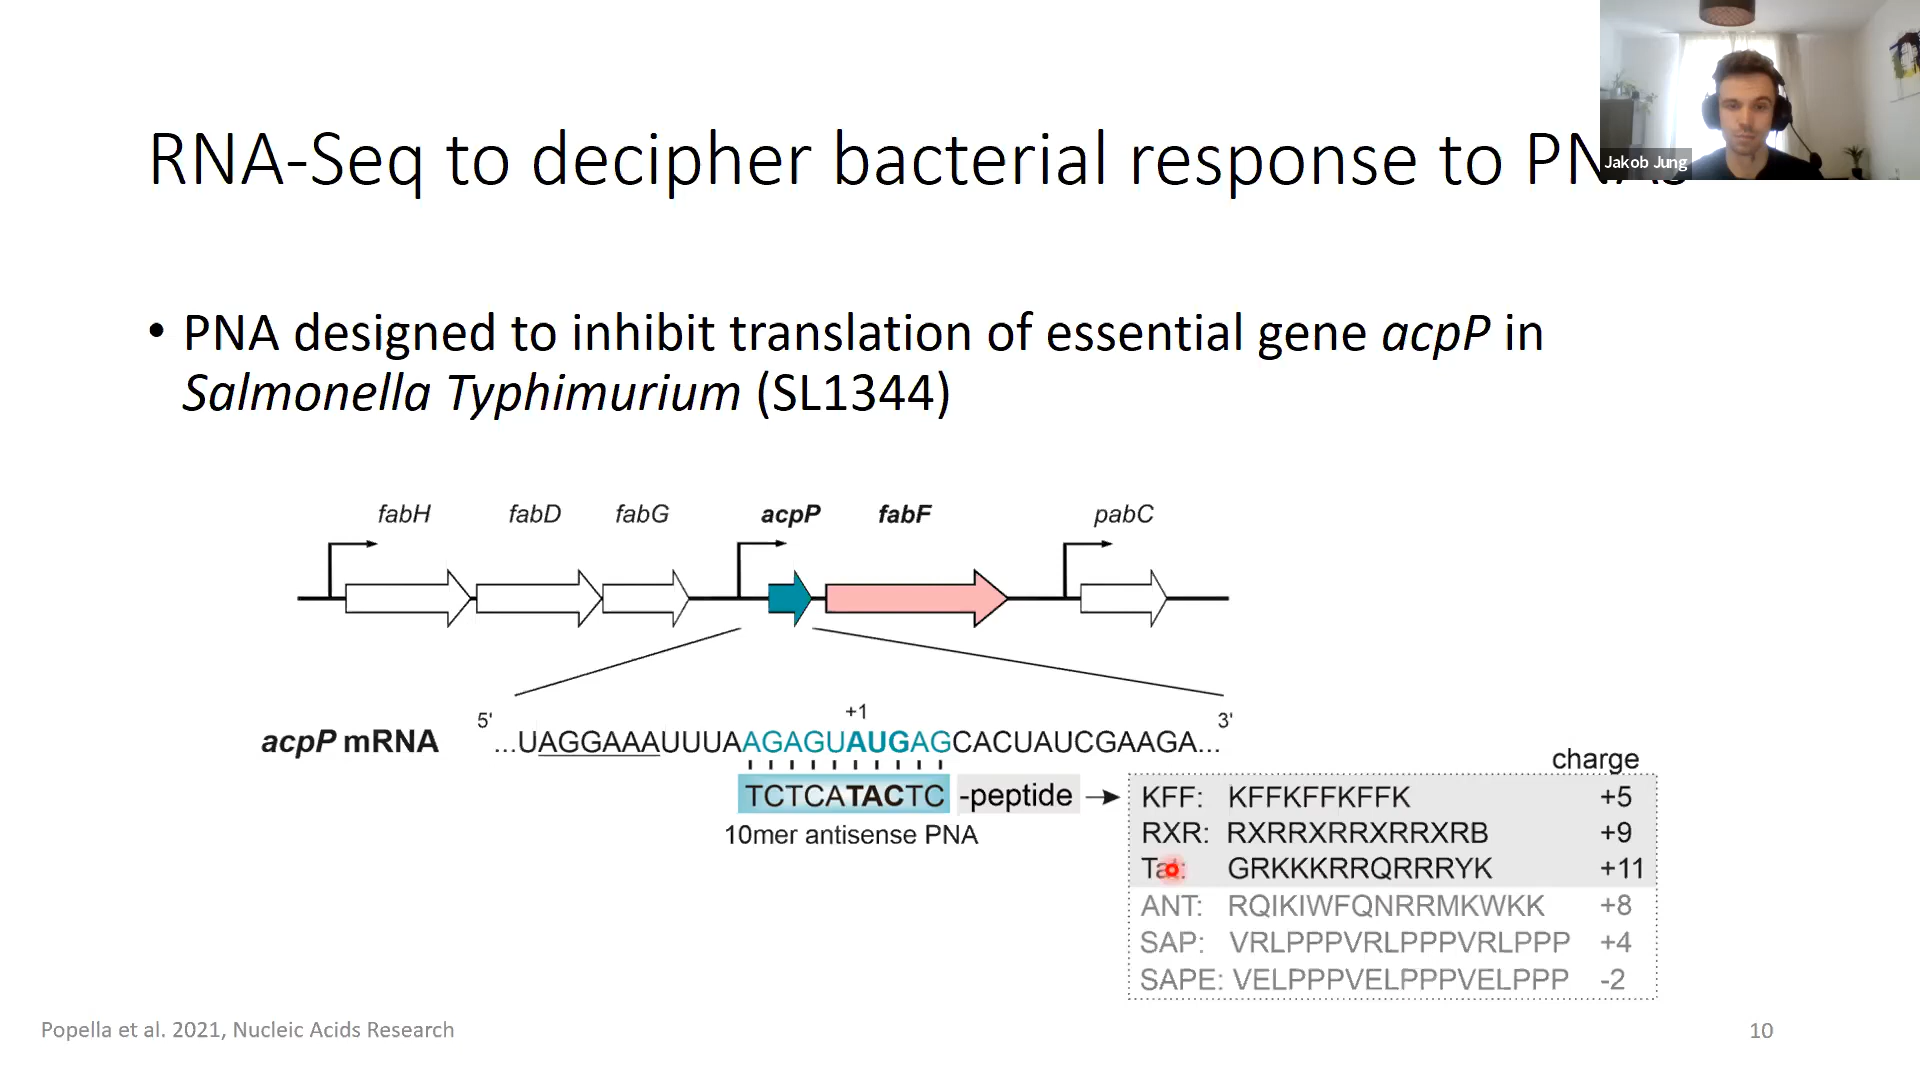 RNA-Seq to decipher bacterial response to PNAs
Jakob Jung
• PNA designed to inhibit translation of essential gene acpP in
Salmonella Typhimurium (SL1344)
fabH fabD fabG acpP fabF pabC
+1
5' 3'
acpP mRNA ...UAGGAAAUUUAAGAGUAUGAGCACUAUCGAAGA...
charge
TCTCATACTC -peptide
10mer antisense PNA
KFF: KFFKFFKFFK +5
RXR: RXRRXRRXRRXRB +9
Tat: GRKKKRRQRRRYK +11
ANT: RQIKIWFQNRRMKWKK +8
SAP: VRLPPPVRLPPPVRLPPP +4
SAPE: VELPPPVELPPPVELPPP -2
Popella et al. 2021, Nucleic Acids Research
10